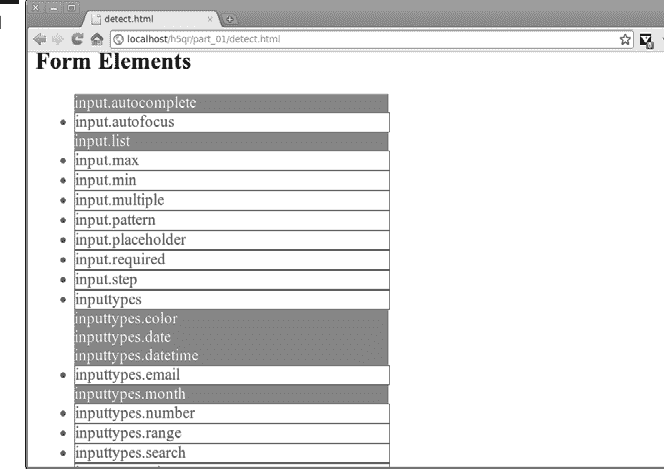 detect.html
localhost/h5qr/part_01/detect.html
Form Elements
input.autocomplete
input.autofocus
input.list
input.max
input.min
input.multiple
input.pattern
input.placeholder
input.required
input.step
inputtypes
inputtypes.color
inputtypes.date
inputtypes.datetime
inputtypes.email
inputtypes.month
inputtypes.number
inputtypes.range
inputtypes.search